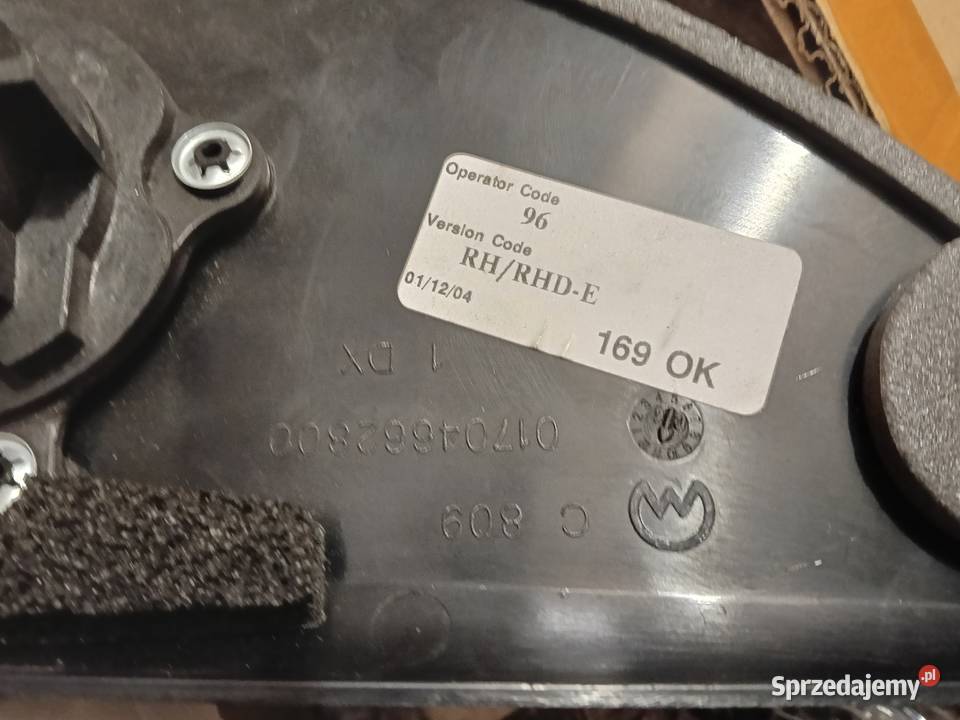 Operator Code
96
Version Code
RH/RHD-E
01/12/04
169 OK
1 DX
01704662800
C 809
Sprzedajemy.pl